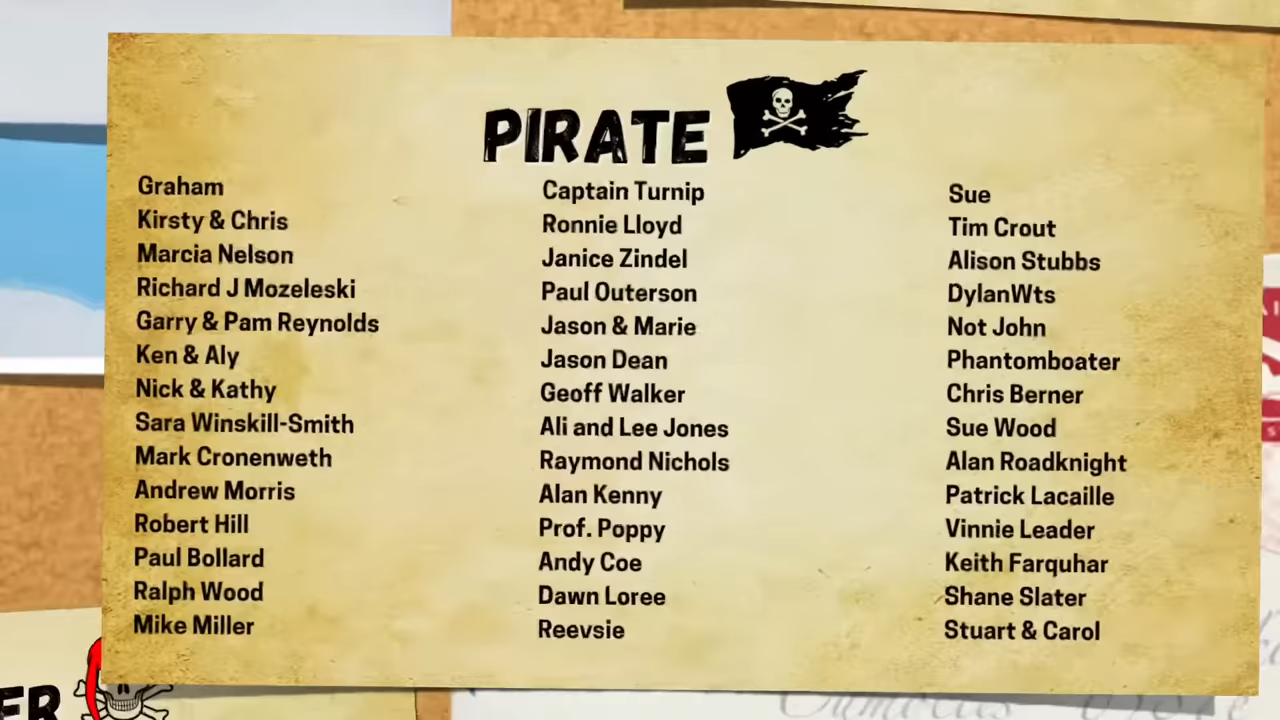 PIRATE
Graham
Kirsty & Chris
Marcia Nelson
Richard J Mozeleski
Garry & Pam Reynolds
Ken & Aly
Nick & Kathy
Sara Winskill-Smith
Mark Cronenweth
Andrew Morris
Robert Hill
Paul Bollard
Ralph Wood
Mike Miller
Captain Turnip
Ronnie Lloyd
Janice Zindel
Paul Outerson
Jason & Marie
Jason Dean
Geoff Walker
Ali and Lee Jones
Raymond Nichols
Alan Kenny
Prof. Poppy
Andy Coe
Dawn Loree
Reevsie
Sue
Tim Crout
Alison Stubbs
DylanWts
Not John
Phantomboater
Chris Berner
Sue Wood
Alan Roadknight
Patrick Lacaille
Vinnie Leader
Keith Farquhar
Shane Slater
Stuart & Carol
ER